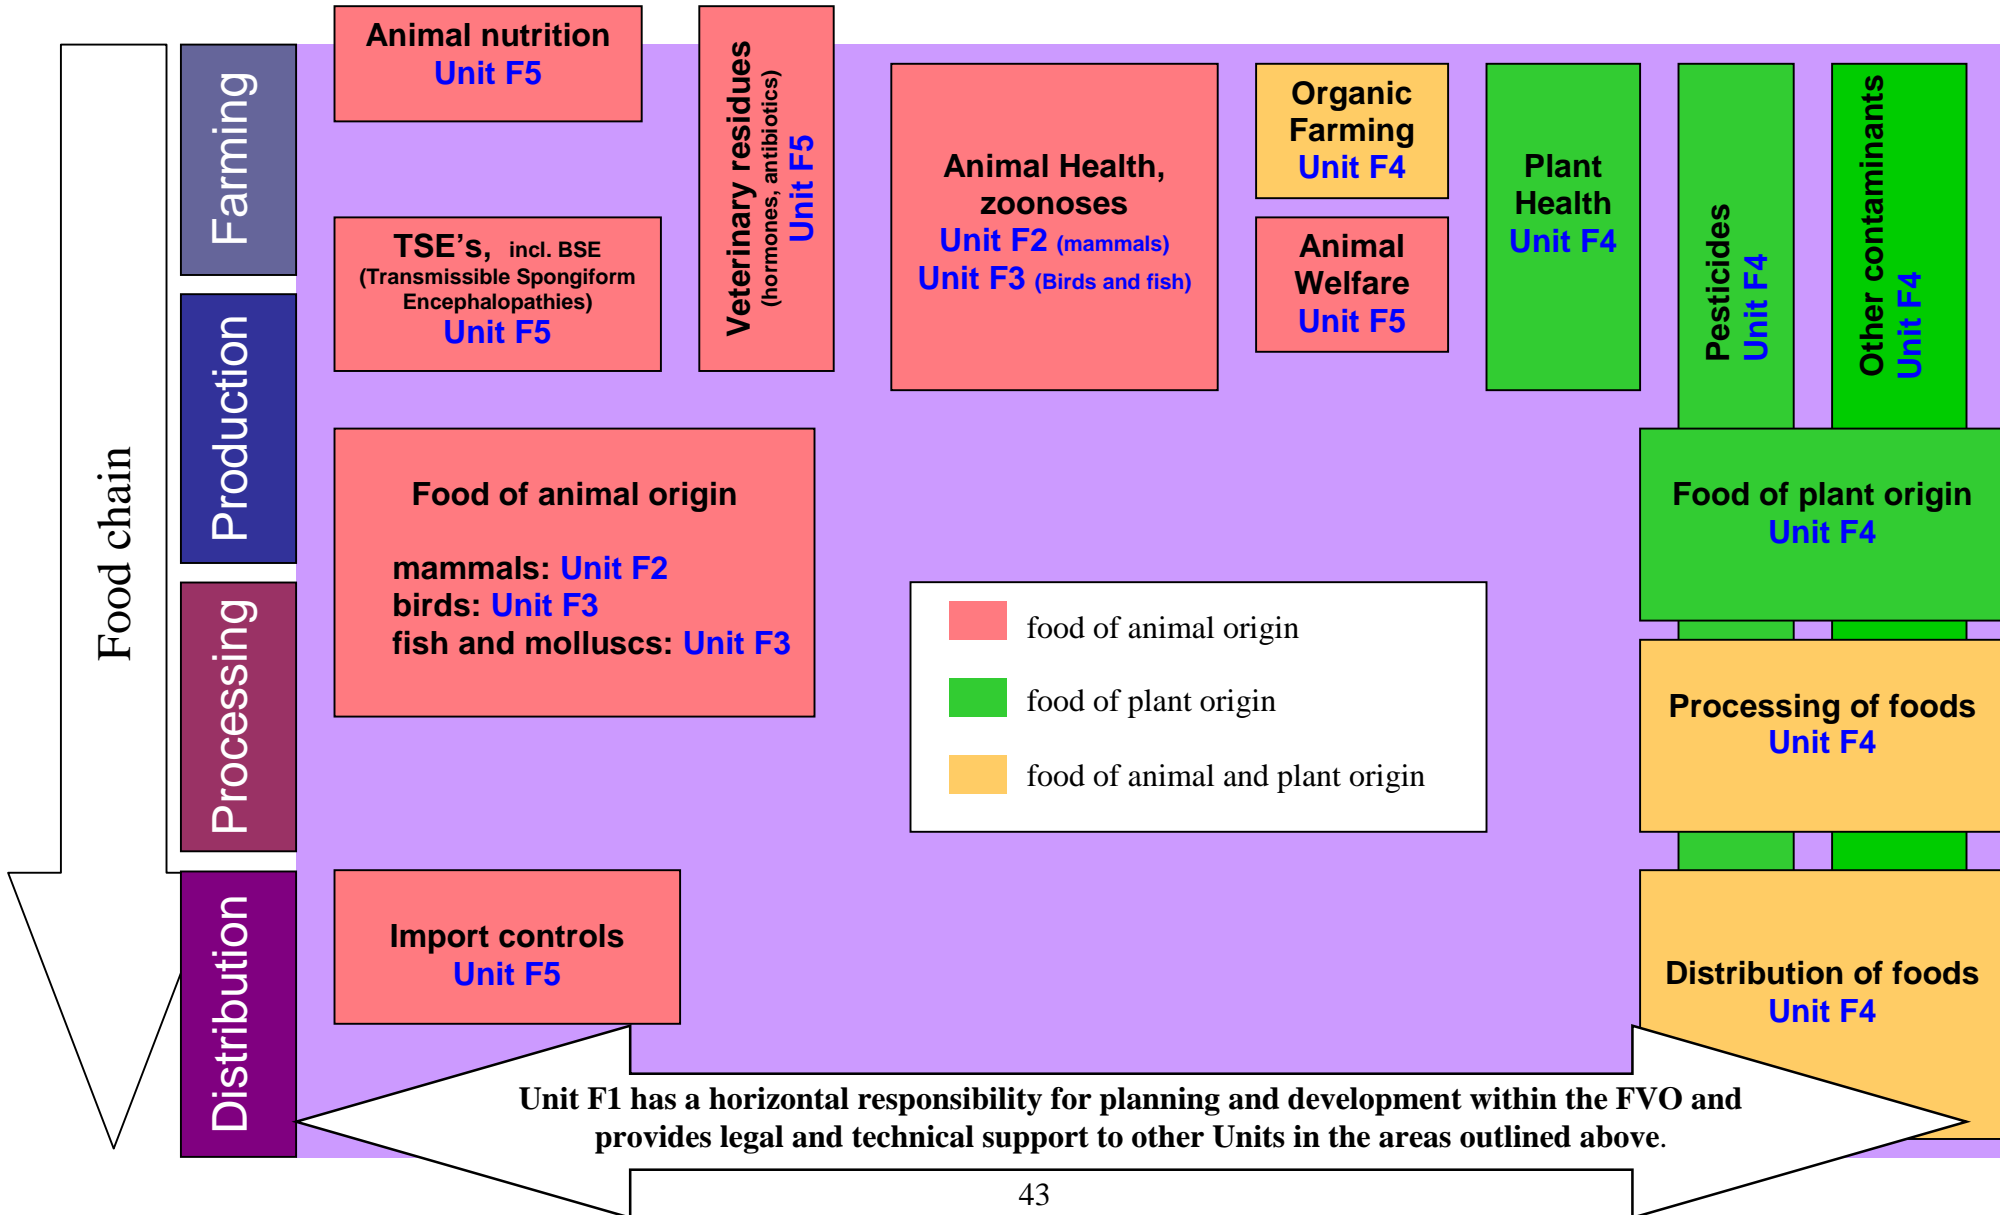 Food chain
Farming
Production
Processing
Distribution
Animal nutrition
Unit F5
TSE’s, incl. BSE
(Transmissible Spongiform
Encephalopathies)
Unit F5
Veterinary residues
(hormones, antibiotics)
Unit F5
Animal Health,
zoonoses
Unit F2 (mammals)
Unit F3 (Birds and fish)
Organic
Farming
Unit F4
Animal
Welfare
Unit F5
Plant
Health
Unit F4
Pesticides
Unit F4
Other contaminants
Unit F4
Food of animal origin
mammals: Unit F2
birds: Unit F3
fish and molluscs: Unit F3
food of animal origin
food of plant origin
food of animal and plant origin
Food of plant origin
Unit F4
Processing of foods
Unit F4
Import controls
Unit F5
Distribution of foods
Unit F4
Unit F1 has a horizontal responsibility for planning and development within the FVO and
provides legal and technical support to other Units in the areas outlined above.
43